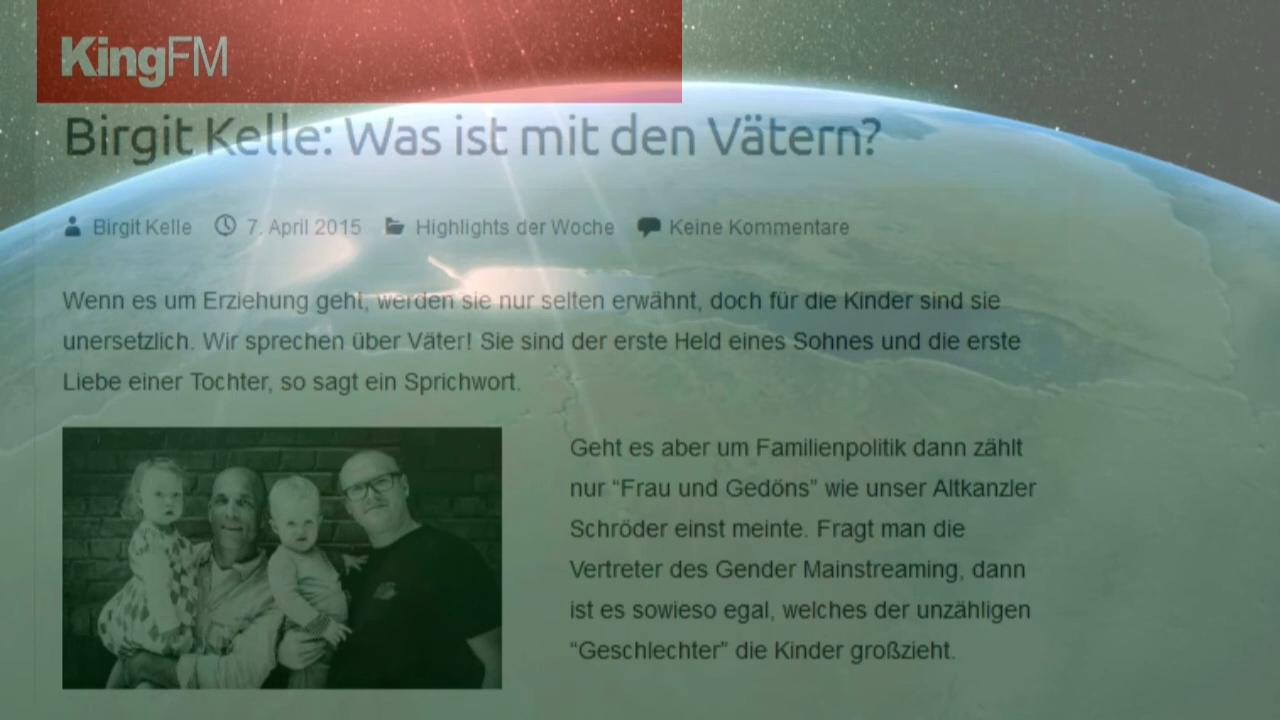 KingFM
Birgit Kelle: Was ist mit den Vätern?
Birgit Kelle 7. April 2015 Highlights der Woche Keine Kommentare
Wenn es um Erziehung geht, werden sie nur selten erwähnt, doch für die Kinder sind sie
unersetzlich. Wir sprechen über Väter! Sie sind der erste Held eines Sohnes und die erste
Liebe einer Tochter, so sagt ein Sprichwort.
Geht es aber um Familienpolitik dann zählt
nur “Frau und Gedöns” wie unser Altkanzler
Schröder einst meinte. Fragt man die
Vertreter des Gender Mainstreaming, dann
ist es sowieso egal, welches der unzähligen
“Geschlechter” die Kinder großzieht.